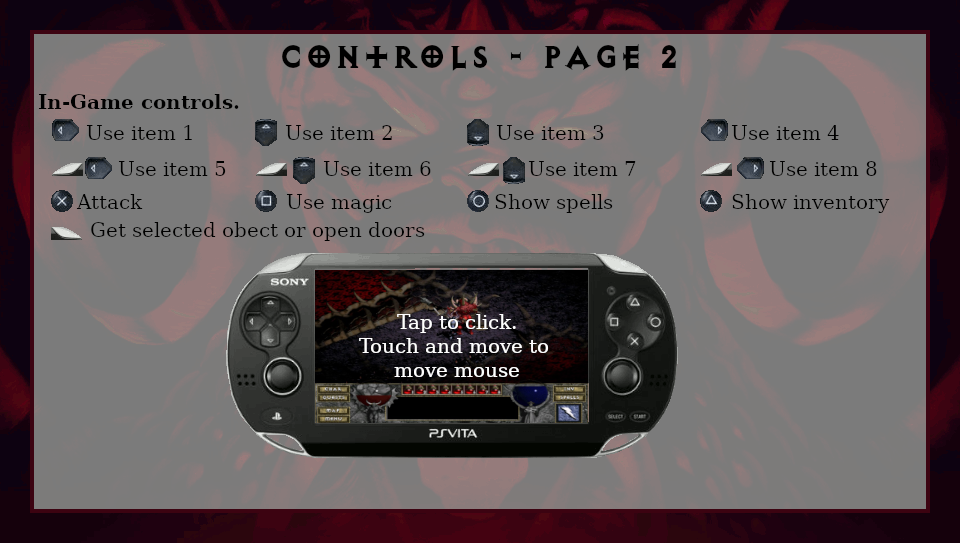 CONTROLS - PAGE 2
In-Game controls.
Use item 1 Use item 2 Use item 3 Use item 4
Use item 5 Use item 6 Use item 7 Use item 8
Attack Use magic Show spells Show inventory
Get selected obect or open doors
SONY
Tap to click.
Touch and move to
move mouse
SELECT START
PSVITA